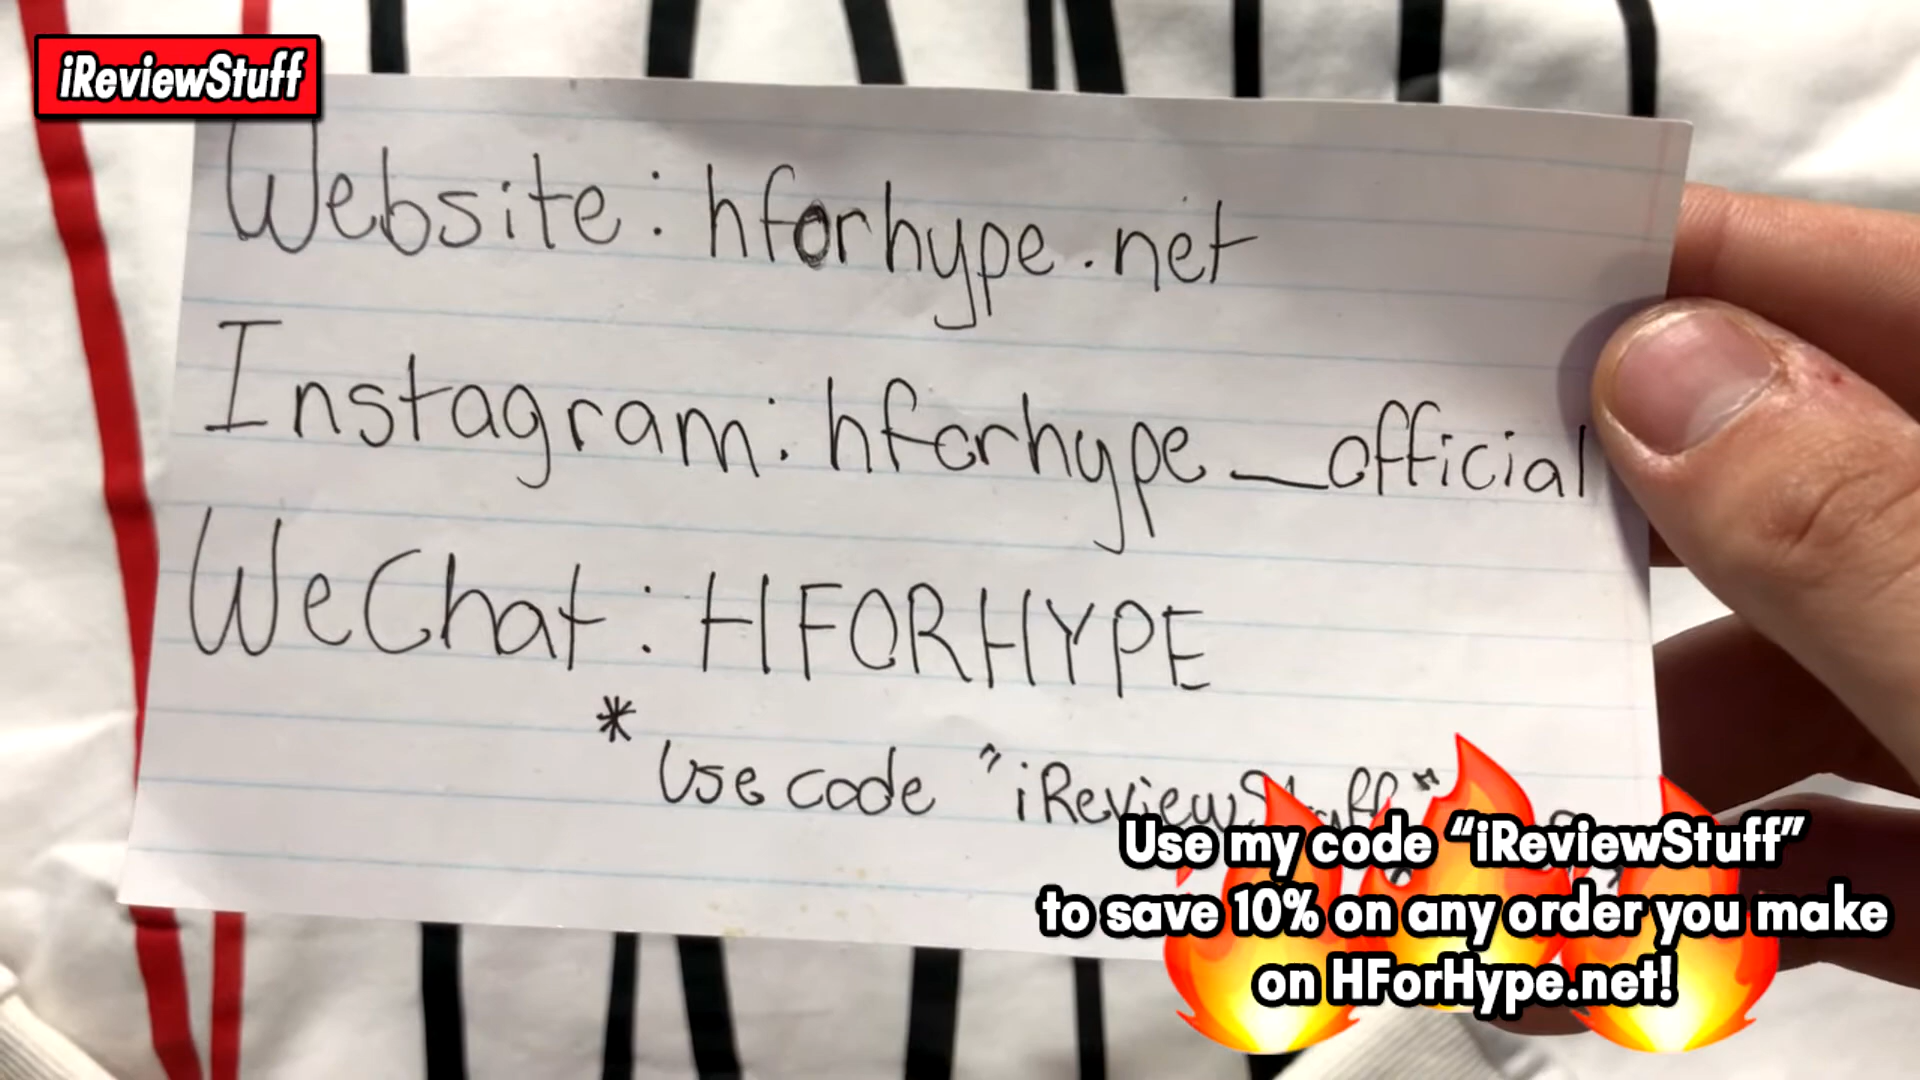 iReviewStuff
Website: hforhype.net
Instagram: hforhype_official
WeChat: HFORHYPE
* Use code "iReviewStuff"
Use my code “iReviewStuff”
to save 10% on any order you make
on HForHype.net!